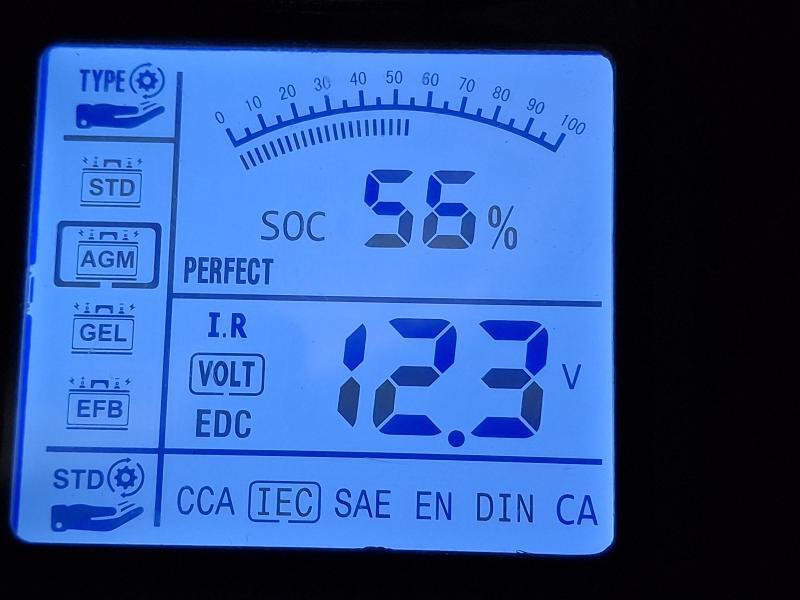 TYPE
0 10 20 30 40 50 60 70 80 90 100
STD
SOC 56 %
AGM
PERFECT
GEL
I.R
VOLT 12.3 V
EFB
EDC
STD
CCA IEC SAE EN DIN CA